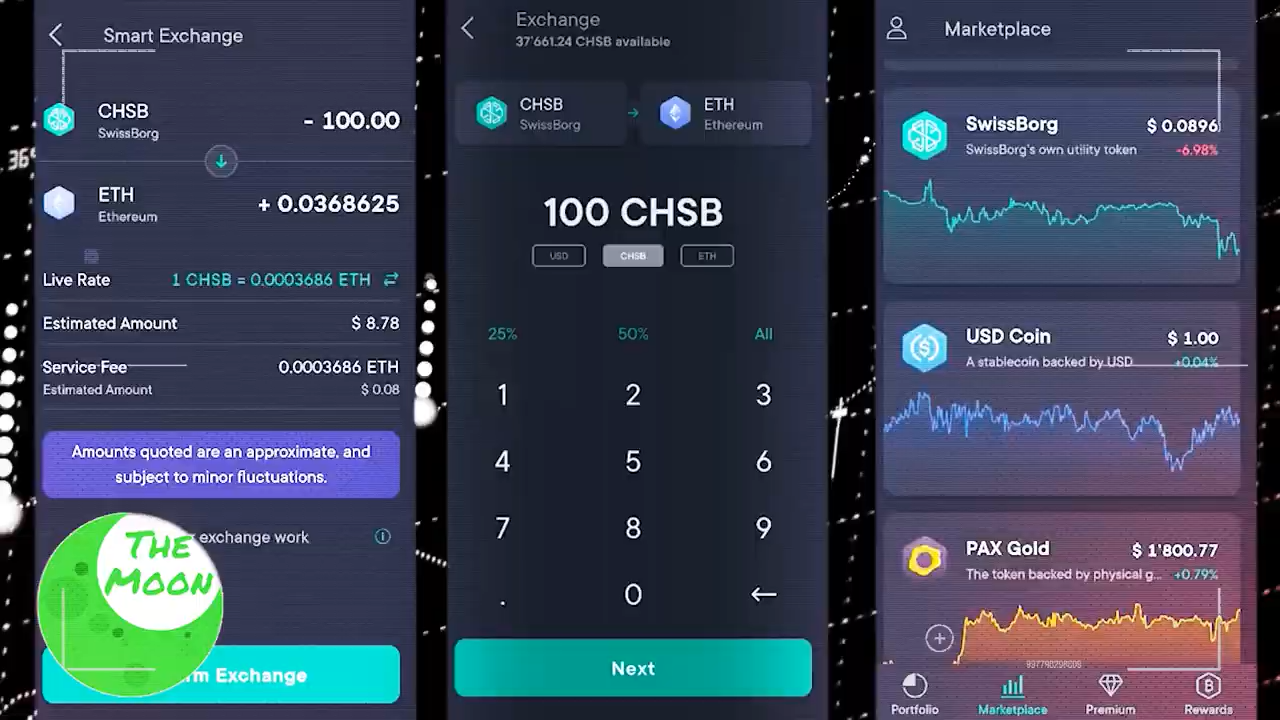 Smart Exchange
CHSB
SwissBorg
- 100.00
ETH
Ethereum
+ 0.0368625
Live Rate
1 CHSB = 0.0003686 ETH
Estimated Amount
$ 8.78
Service Fee
0.0003686 ETH
Estimated Amount
$ 0.08
Amounts quoted are an approximate, and
subject to minor fluctuations.
exchange work
THE
MOON
Exchange
36°
Exchange
37'661.24 CHSB available
CHSB
SwissBorg
ETH
Ethereum
100 CHSB
USD
CHSB
ETH
25%
50%
All
1
2
3
4
5
6
7
8
9
.
0
Next
Marketplace
SwissBorg
$ 0.0896
SwissBorg's own utility token
-6.98%
USD Coin
$ 1.00
A stablecoin backed by USD
+0.04%
PAX Gold
$ 1'800.77
The token backed by physical g...
+0.79%
Portfolio
Marketplace
Premium
Rewards